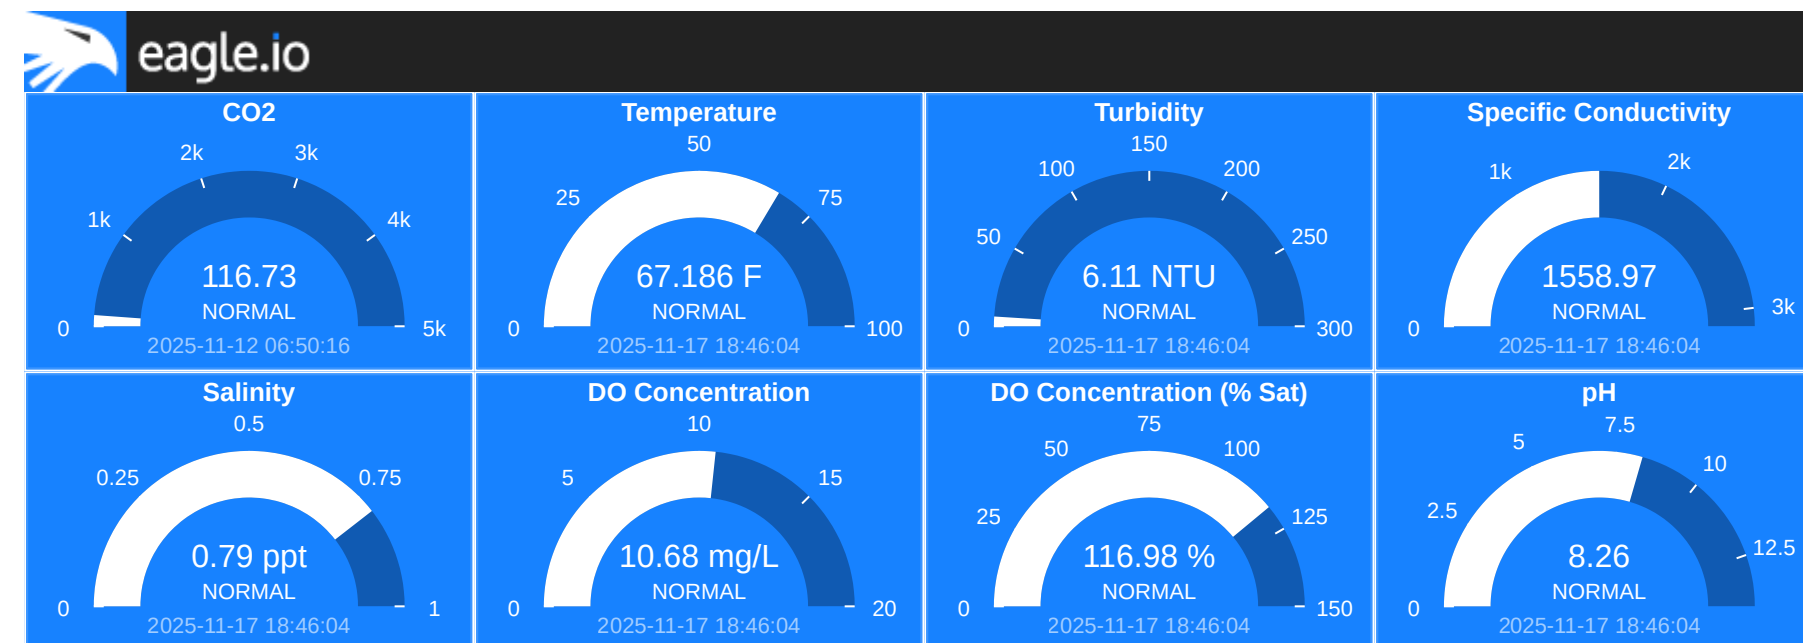 eagle.io
CO2
2k
3k
1k
4k
116.73
NORMAL
0
5k
2025-11-12 06:50:16
Temperature
50
25
75
67.186 F
NORMAL
0
100
2025-11-17 18:46:04
Turbidity
150
100
200
50
250
6.11 NTU
NORMAL
0
300
2025-11-17 18:46:04
Specific Conductivity
1k
2k
1558.97
NORMAL
3k
0
2025-11-17 18:46:04
Salinity
0.5
0.25
0.75
0.79 ppt
NORMAL
0
1
2025-11-17 18:46:04
DO Concentration
10
5
15
10.68 mg/L
NORMAL
0
20
2025-11-17 18:46:04
DO Concentration (% Sat)
75
50
100
25
125
116.98 %
NORMAL
0
150
2025-11-17 18:46:04
pH
7.5
5
10
2.5
12.5
8.26
NORMAL
0
2025-11-17 18:46:04